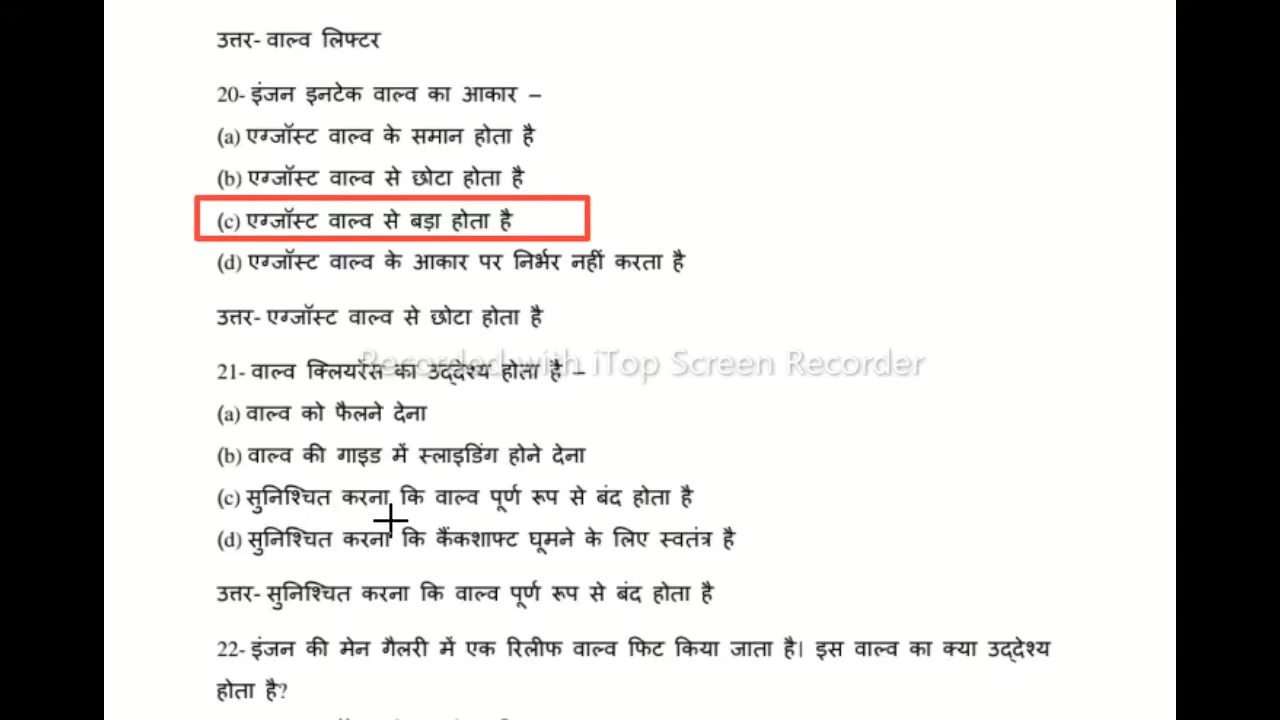 उत्तर- वाल्व लिफ्टर
20- इंजन इनटेक वाल्व का आकार –
(a) एग्जॉस्ट वाल्व के समान होता है
(b) एग्जॉस्ट वाल्व से छोटा होता है
(c) एग्जॉस्ट वाल्व से बड़ा होता है
(d) एग्जॉस्ट वाल्व के आकार पर निर्भर नहीं करता है
उत्तर- एग्जॉस्ट वाल्व से छोटा होता है
Recorded with iTop Screen Recorder
21- वाल्व क्लियरेंस का उद्देश्य होता है –
(a) वाल्व को फैलने देना
(b) वाल्व की गाइड में स्लाइडिंग होने देना
(c) सुनिश्चित करना कि वाल्व पूर्ण रूप से बंद होता है
(d) सुनिश्चित करना कि कैंकशाफ्ट घूमने के लिए स्वतंत्र है
उत्तर- सुनिश्चित करना कि वाल्व पूर्ण रूप से बंद होता है
22- इंजन की मेन गैलरी में एक रिलीफ वाल्व फिट किया जाता है। इस वाल्व का क्या उद्देश्य
होता है?